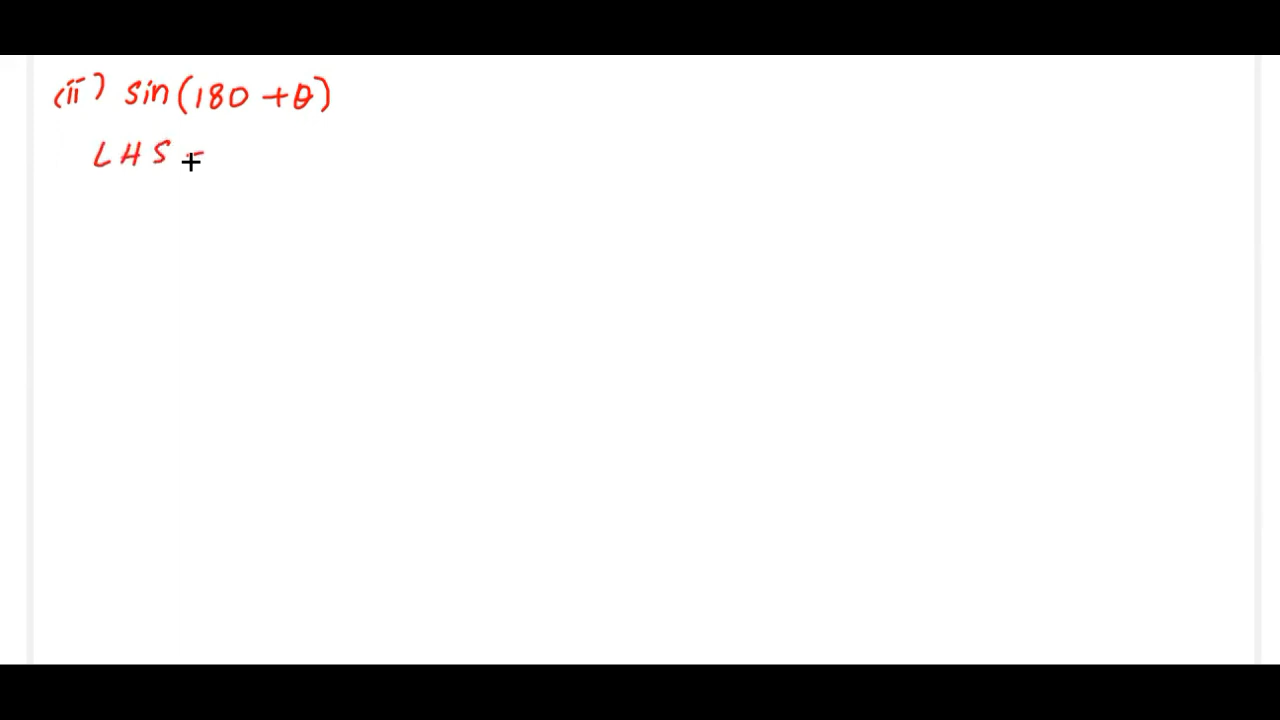 (ii) sin(180 + θ)
LHS =